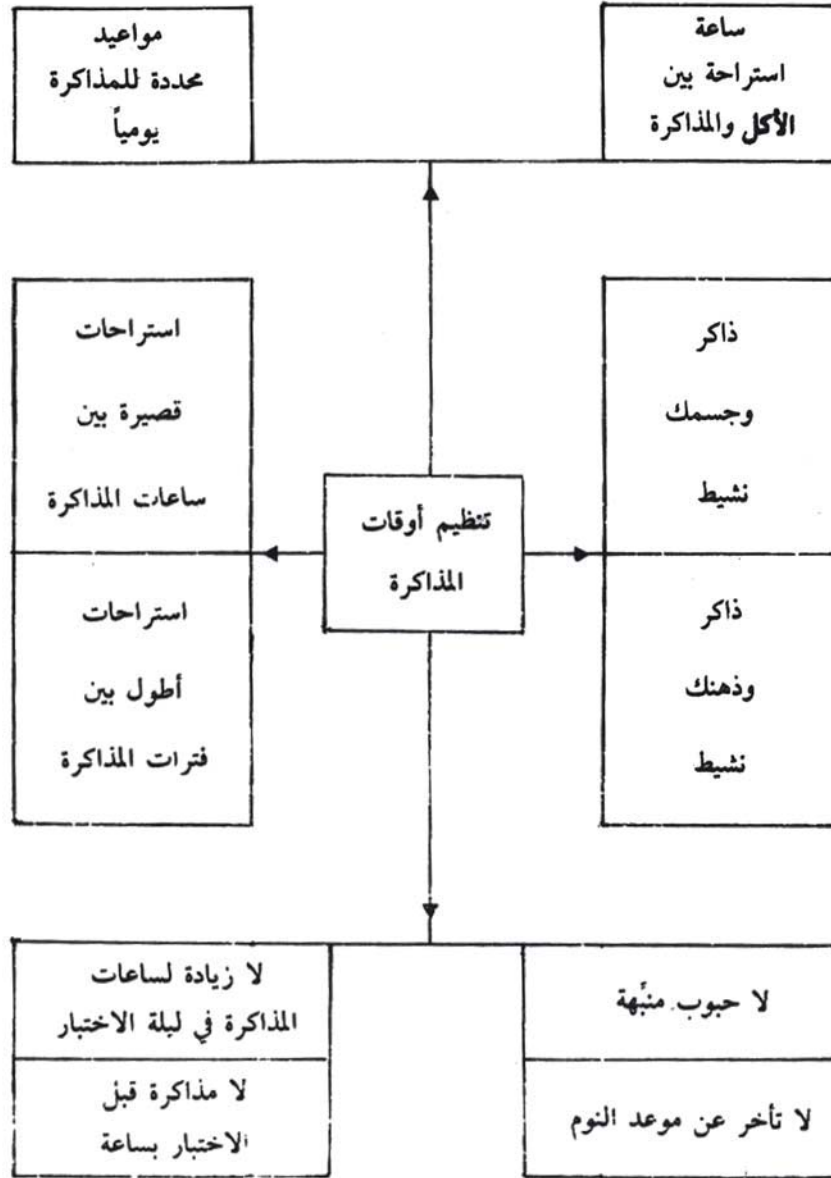 ساعة
استراحة بين
الأكل والمذاكرة
مواعيد
محددة للمذاكرة
يومياً
ذاكر
وجسمك
نشيط
ذاكر
وذهنك
نشيط
تنظيم أوقات
المذاكرة
استراحات
قصيرة بين
ساعات المذاكرة
استراحات
أطول بين
فترات المذاكرة
لا حبوب منبِّهة
لا تأخر عن موعد النوم
لا زيادة لساعات
المذاكرة في ليلة الاختبار
لا مذاكرة قبل
الاختبار بساعة